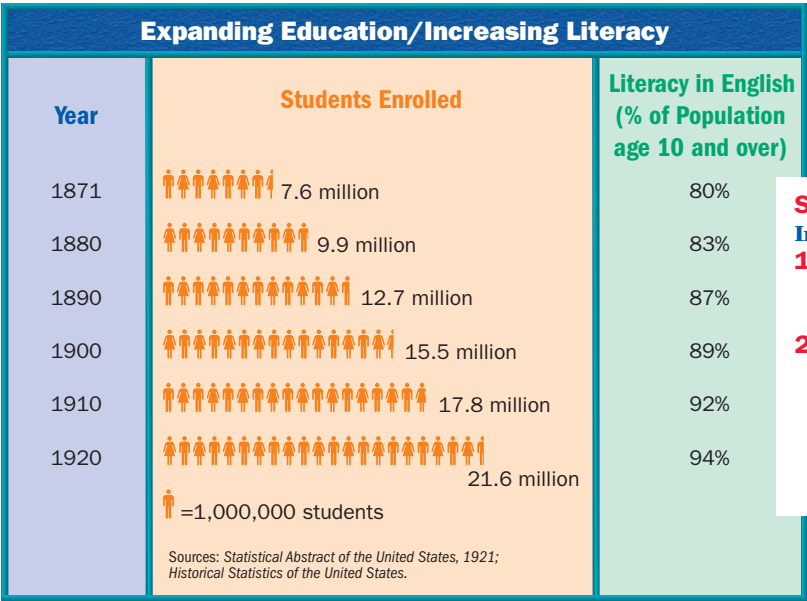 Expanding Education/Increasing Literacy
Year
Students Enrolled
Literacy in English
(% of Population
age 10 and over)
1871 7.6 million 80%
1880 9.9 million 83%
1890 12.7 million 87%
1900 15.5 million 89%
1910 17.8 million 92%
1920 21.6 million 94%
=1,000,000 students
Sources: Statistical Abstract of the United States, 1921;
Historical Statistics of the United States.
S
1
2